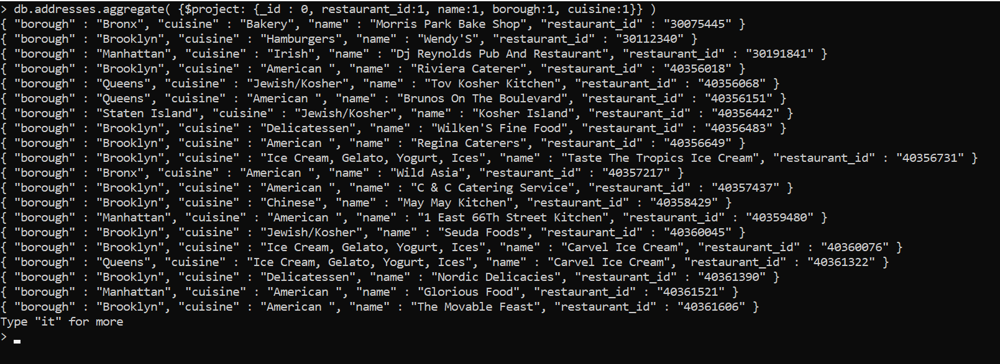 > db.addresses.aggregate( {$project: {_id : 0, restaurant_id:1, name:1, borough:1, cuisine:1}} )
{ "borough" : "Bronx", "cuisine" : "Bakery", "name" : "Morris Park Bake Shop", "restaurant_id" : "30075445" }
{ "borough" : "Brooklyn", "cuisine" : "Hamburgers", "name" : "Wendy'S", "restaurant_id" : "30112340" }
{ "borough" : "Manhattan", "cuisine" : "Irish", "name" : "Dj Reynolds Pub And Restaurant", "restaurant_id" : "30191841" }
{ "borough" : "Brooklyn", "cuisine" : "American ", "name" : "Riviera Caterer", "restaurant_id" : "40356018" }
{ "borough" : "Queens", "cuisine" : "Jewish/Kosher", "name" : "Tov Kosher Kitchen", "restaurant_id" : "40356068" }
{ "borough" : "Queens", "cuisine" : "American ", "name" : "Brunos On The Boulevard", "restaurant_id" : "40356151" }
{ "borough" : "Staten Island", "cuisine" : "Jewish/Kosher", "name" : "Kosher Island", "restaurant_id" : "40356442" }
{ "borough" : "Brooklyn", "cuisine" : "Delicatessen", "name" : "Wilken'S Fine Food", "restaurant_id" : "40356483" }
{ "borough" : "Brooklyn", "cuisine" : "American ", "name" : "Regina Caterers", "restaurant_id" : "40356649" }
{ "borough" : "Brooklyn", "cuisine" : "Ice Cream, Gelato, Yogurt, Ices", "name" : "Taste The Tropics Ice Cream", "restaurant_id" : "40356731" }
{ "borough" : "Bronx", "cuisine" : "American ", "name" : "Wild Asia", "restaurant_id" : "40357217" }
{ "borough" : "Brooklyn", "cuisine" : "American ", "name" : "C & C Catering Service", "restaurant_id" : "40357437" }
{ "borough" : "Brooklyn", "cuisine" : "Chinese", "name" : "May May Kitchen", "restaurant_id" : "40358429" }
{ "borough" : "Manhattan", "cuisine" : "American ", "name" : "1 East 66Th Street Kitchen", "restaurant_id" : "40359480" }
{ "borough" : "Brooklyn", "cuisine" : "Jewish/Kosher", "name" : "Seuda Foods", "restaurant_id" : "40360045" }
{ "borough" : "Brooklyn", "cuisine" : "Ice Cream, Gelato, Yogurt, Ices", "name" : "Carvel Ice Cream", "restaurant_id" : "40360076" }
{ "borough" : "Queens", "cuisine" : "Ice Cream, Gelato, Yogurt, Ices", "name" : "Carvel Ice Cream", "restaurant_id" : "40361322" }
{ "borough" : "Brooklyn", "cuisine" : "Delicatessen", "name" : "Nordic Delicacies", "restaurant_id" : "40361390" }
{ "borough" : "Manhattan", "cuisine" : "American ", "name" : "Glorious Food", "restaurant_id" : "40361521" }
{ "borough" : "Brooklyn", "cuisine" : "American ", "name" : "The Movable Feast", "restaurant_id" : "40361606" }
Type "it" for more
>